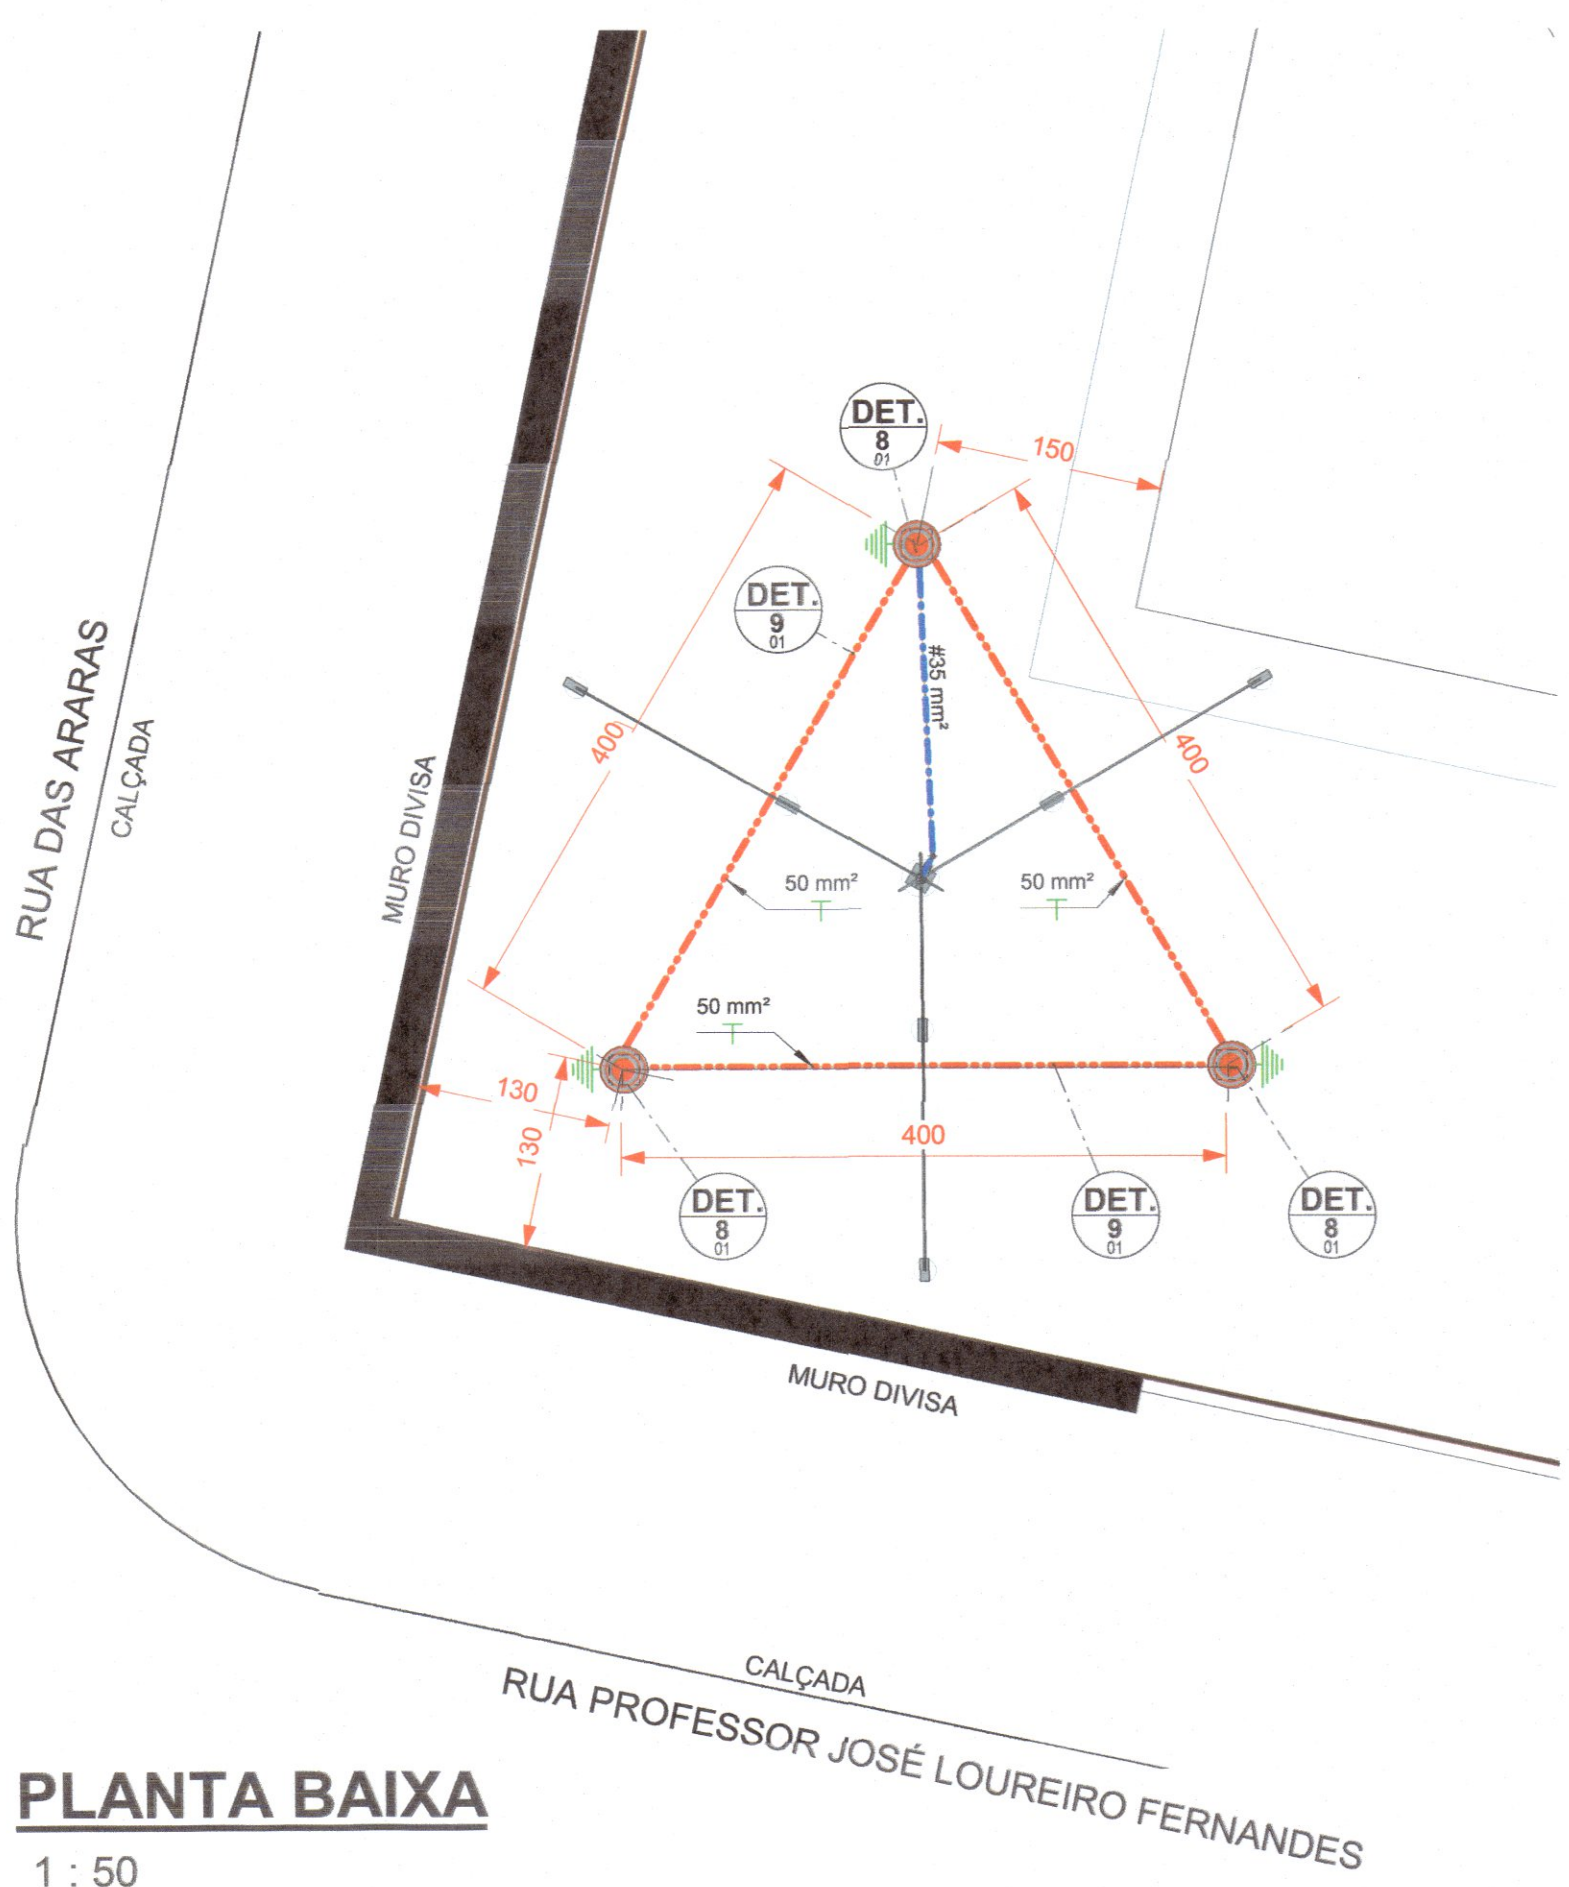 DET.
8
01
150
DET.
9
01
#35 mm²
400
400
RUA DAS ARARAS
CALÇADA
MURO DIVISA
50 mm²
50 mm²
50 mm²
130
130
400
DET.
8
01
DET.
9
01
DET.
8
01
MURO DIVISA
CALÇADA
RUA PROFESSOR JOSÉ LOUREIRO FERNANDES
PLANTA BAIXA
1 : 50